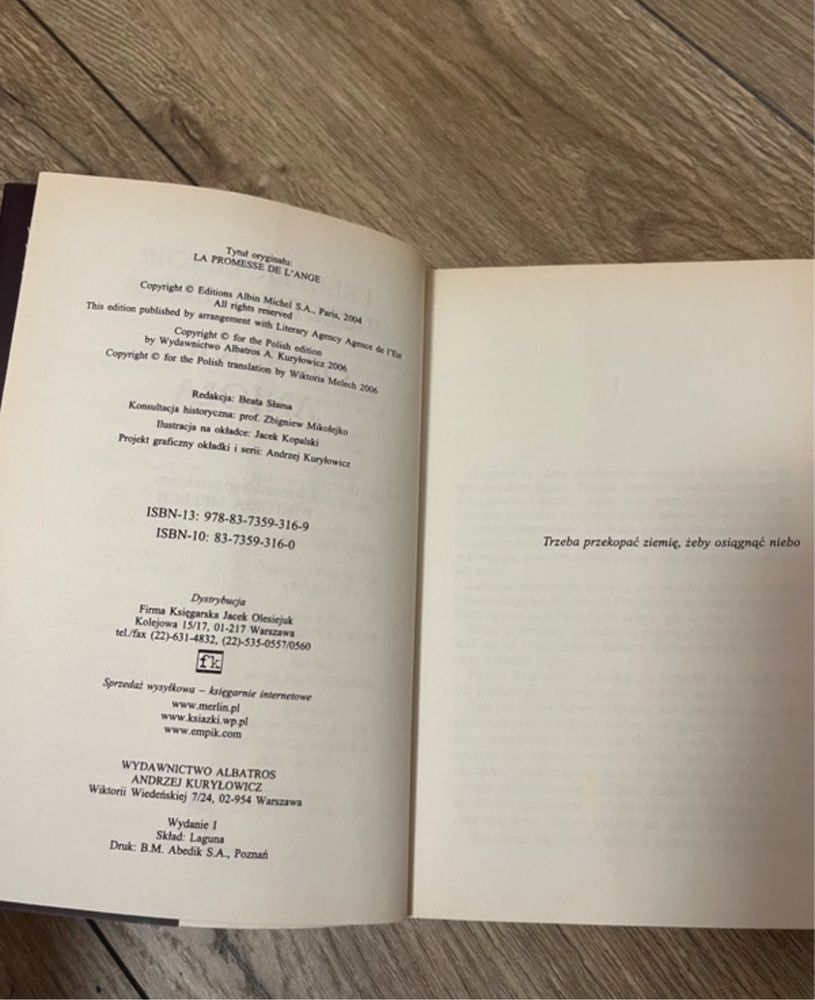 Tytuł oryginału:
LA PROMESSE DE L'ANGE
Copyright © Editions Albin Michel S.A., Paris, 2004
All rights reserved
This edition published by arrangement with Literary Agency Agence de l'Est
Copyright © for the Polish edition
by Wydawnictwo Albatros A. Kuryłowicz 2006
Copyright © for the Polish translation by Wiktoria Melech 2006
Redakcja: Beata Słama
Konsultacja historyczna: prof. Zbigniew Mikołejko
Ilustracja na okładce: Jacek Kopalski
Projekt graficzny okładki i serii: Andrzej Kuryłowicz
ISBN-13: 978-83-7359-316-9
ISBN-10: 83-7359-316-0
Dystrybucja
Firma Księgarska Jacek Olesiejuk
Kolejowa 15/17, 01-217 Warszawa
tel./fax (22)-631-4832, (22)-535-0557/0560
fk
Sprzedaż wysyłkowa – księgarnie internetowe
www.merlin.pl
www.ksiazki.wp.pl
www.empik.com
WYDAWNICTWO ALBATROS
ANDRZEJ KURYŁOWICZ
Wiktorii Wiedeńskiej 7/24, 02-954 Warszawa
Wydanie I
Skład: Laguna
Druk: B.M. Abedik S.A., Poznań
Trzeba przekopać ziemię, żeby osiągnąć niebo